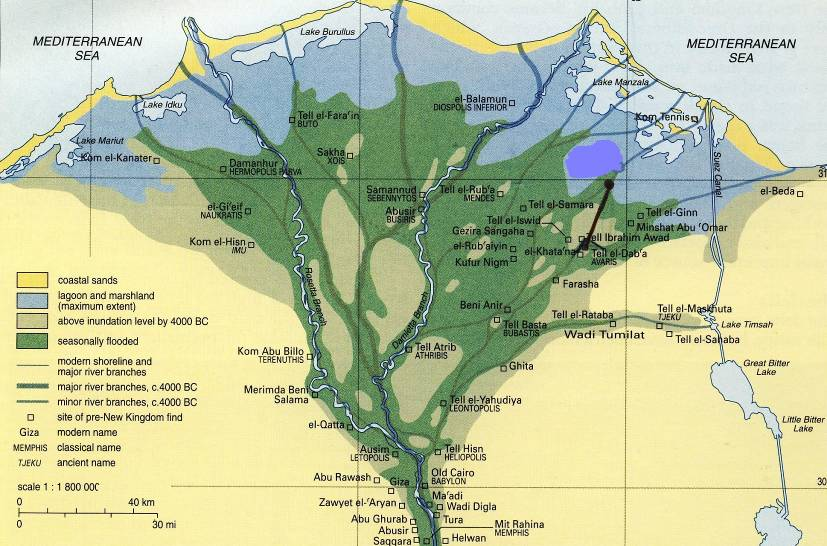 MEDITERRANEAN
SEA
MEDITERRANEAN
SEA
Lake Burullus
Lake Manzala
Lake Idku
Lake Mariut
Kom el-Kanater
Tell el-Fara'in
BUTO
el-Balamun
DIOSPOLIS INFERIOR
Kom Tennis
Suez Canal
Sakha
XOIS
Damanhur
HERMOPOLIS PARVA
31
Samannud
SEBENNYTOS
Tell el-Rub'a
MENDES
el-Beda
el-Gi'eif
NAUKRATIS
Abusir
BUSIRIS
Tell el-Samara
Tell el-Ginn
Tell el-Iswid
Minshat Abu 'Omar
Gezira Sangaha
Kom el-Hisn
IMU
Tell Ibrahim Awad
el-Rub'aiyin
el-Khata'na
Tell el-Dab'a
AVARIS
Kufur Nigm
Farasha
Rosetta Branch
Damietta Branch
Beni Anir
Tell el-Rataba
Tell el-Maskhuta
TJEKU
Tell Basta
BUBASTIS
Lake Timsah
Wadi Tumilat
Tell el-Sahaba
Kom Abu Billo
TERENUTHIS
Tell Atrib
ATHRIBIS
Ghita
Great Bitter
Lake
Merimda Beni
Salama
Tell el-Yahudiya
LEONTOPOLIS
el-Qatta
Little Bitter
Lake
Ausim
LETOPOLIS
Tell Hisn
HELIOPOLIS
Abu Rawash
Giza
Old Cairo
BABYLON
30
Zawyet el-'Aryan
Ma'adi
Wadi Digla
Abu Ghurab
Tura
Abusir
Mit Rahina
MEMPHIS
Saqqara
Helwan
coastal sands
lagoon and marshland
(maximum extent)
above inundation level by 4000 BC
seasonally flooded
modern shoreline and
major river branches
major river branches, c.4000 BC
minor river branches, c.4000 BC
site of pre-New Kingdom find
Giza modern name
MEMPHIS classical name
TJEKU ancient name
scale 1 : 1 800 000
0 40 km
0 30 mi